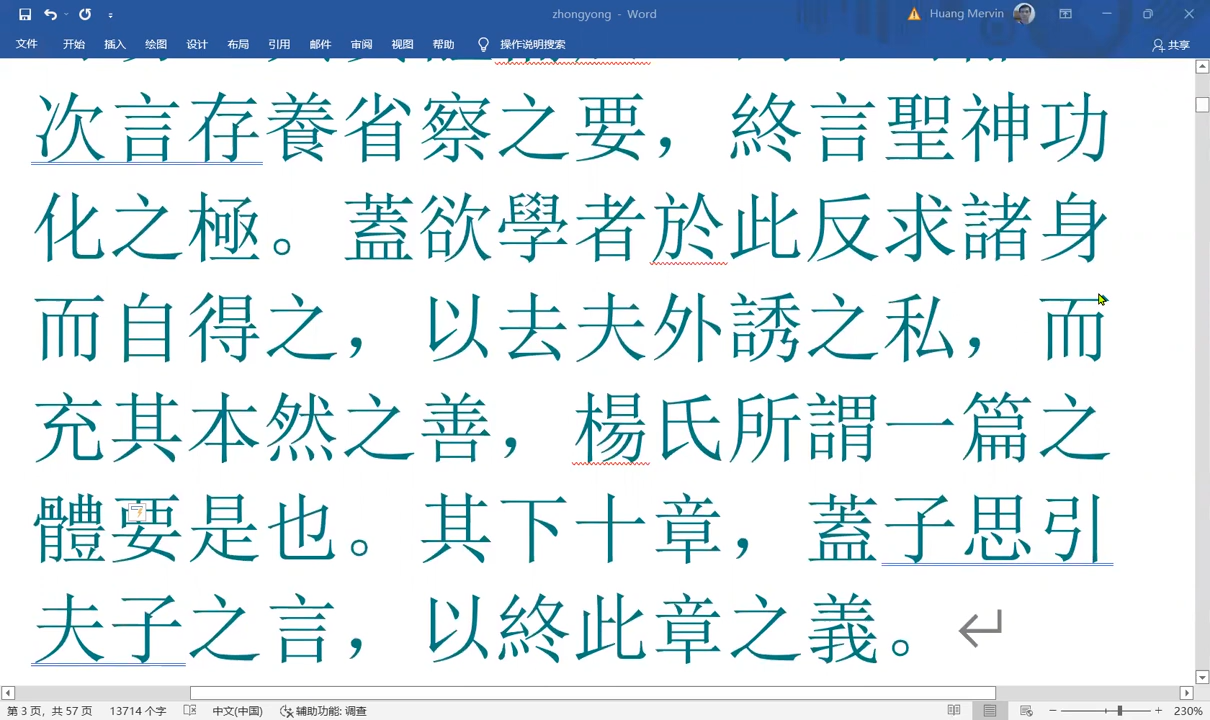 zhongyong - Word
Huang Mervin
文件 开始 插入 绘图 设计 布局 引用 邮件 审阅 视图 帮助 操作说明搜索 共享
次言存養省察之要，終言聖神功
化之極。蓋欲學者於此反求諸身
而自得之，以去夫外誘之私，而
充其本然之善，楊氏所謂一篇之
體要是也。其下十章，蓋子思引
夫子之言，以終此章之義。
第 3 页，共 57 页 13714 个字 中文(中国) 辅助功能: 调查 230%